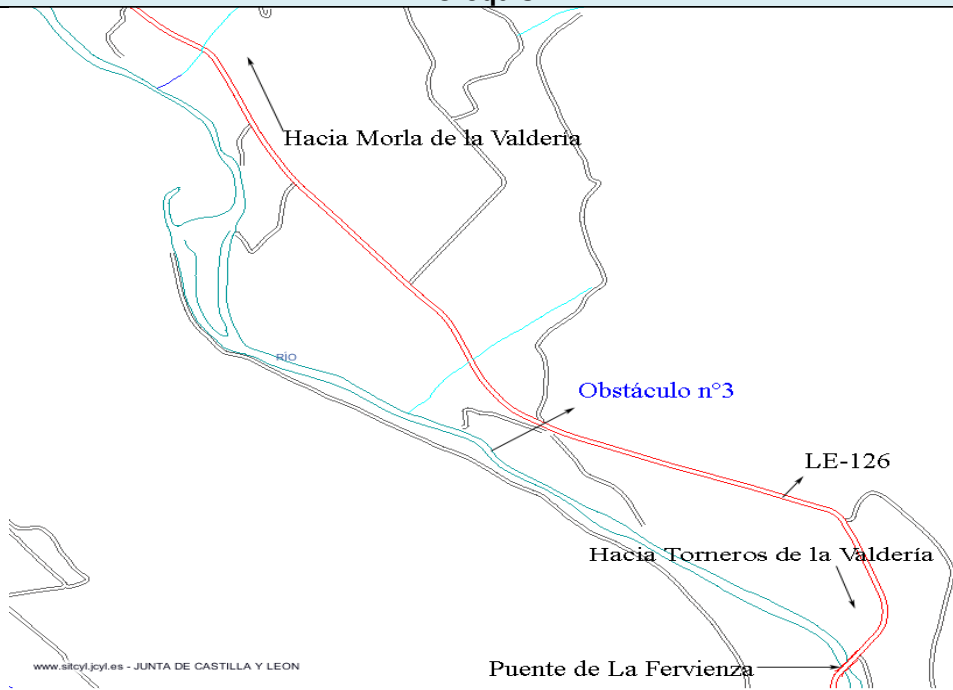 Hacia Morla de la Valdería
RÍO
Obstáculo n°3
LE-126
Hacia Torneros de la Valdería
www.sitcyl.jcyl.es - JUNTA DE CASTILLA Y LEON
Puente de La Fervienza